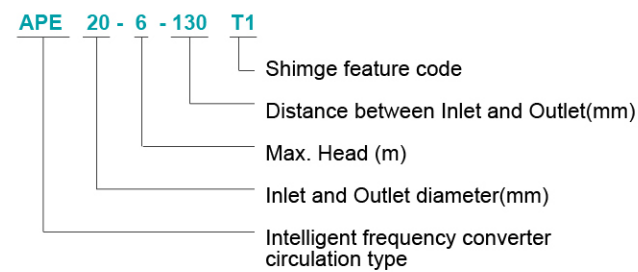 APE 20 - 6 - 130 T1
Shimge feature code
Distance between Inlet and Outlet(mm)
Max. Head (m)
Inlet and Outlet diameter(mm)
Intelligent frequency converter
circulation type